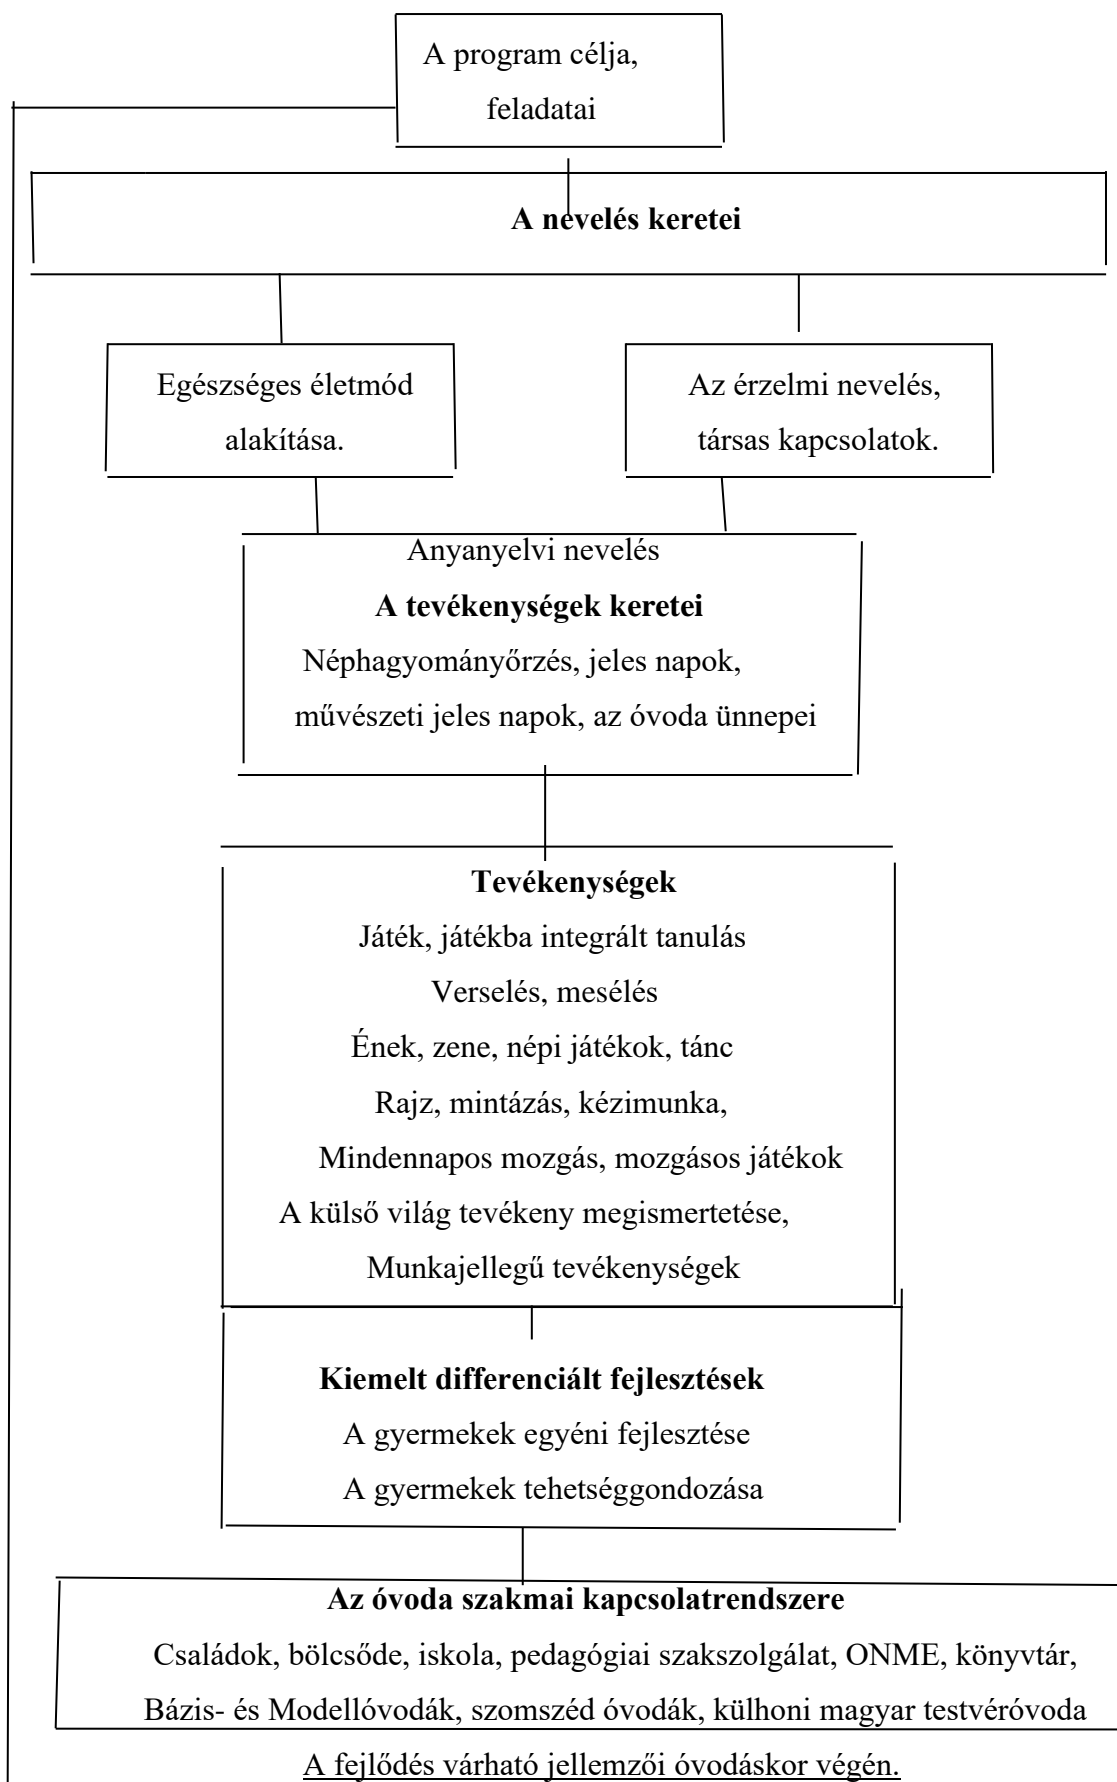 A program célja,
feladatai
A nevelés keretei
Egészséges életmód
alakítása.
Az érzelmi nevelés,
társas kapcsolatok.
Anyanyelvi nevelés
A tevékenységek keretei
Néphagyományőrzés, jeles napok,
művészeti jeles napok, az óvoda ünnepei
Tevékenységek
Játék, játékba integrált tanulás
Verselés, mesélés
Ének, zene, népi játékok, tánc
Rajz, mintázás, kézimunka,
Mindennapos mozgás, mozgásos játékok
A külső világ tevékeny megismertetése,
Munkajellegű tevékenységek
Kiemelt differenciált fejlesztések
A gyermekek egyéni fejlesztése
A gyermekek tehetséggondozása
Az óvoda szakmai kapcsolatrendszere
Családok, bölcsőde, iskola, pedagógiai szakszolgálat, ONME, könyvtár,
Bázis- és Modellóvodák, szomszéd óvodák, külhoni magyar testvéróvoda
A fejlődés várható jellemzői óvodáskor végén.